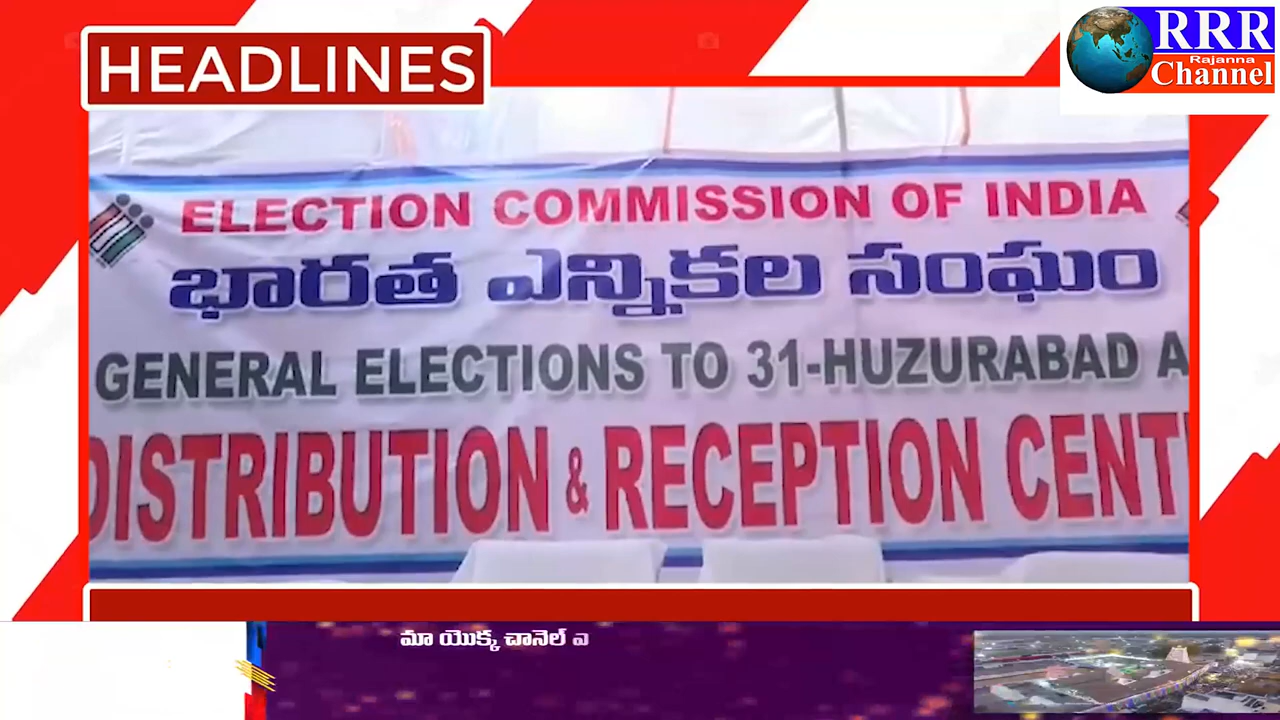 HEADLINES
RRR
Rajanna
Channel
ELECTION COMMISSION OF INDIA
భారత ఎన్నికల సంఘం
GENERAL ELECTIONS TO 31-HUZURABAD A
DISTRIBUTION & RECEPTION CENT
మా యొక్క చానెల్ ఎ